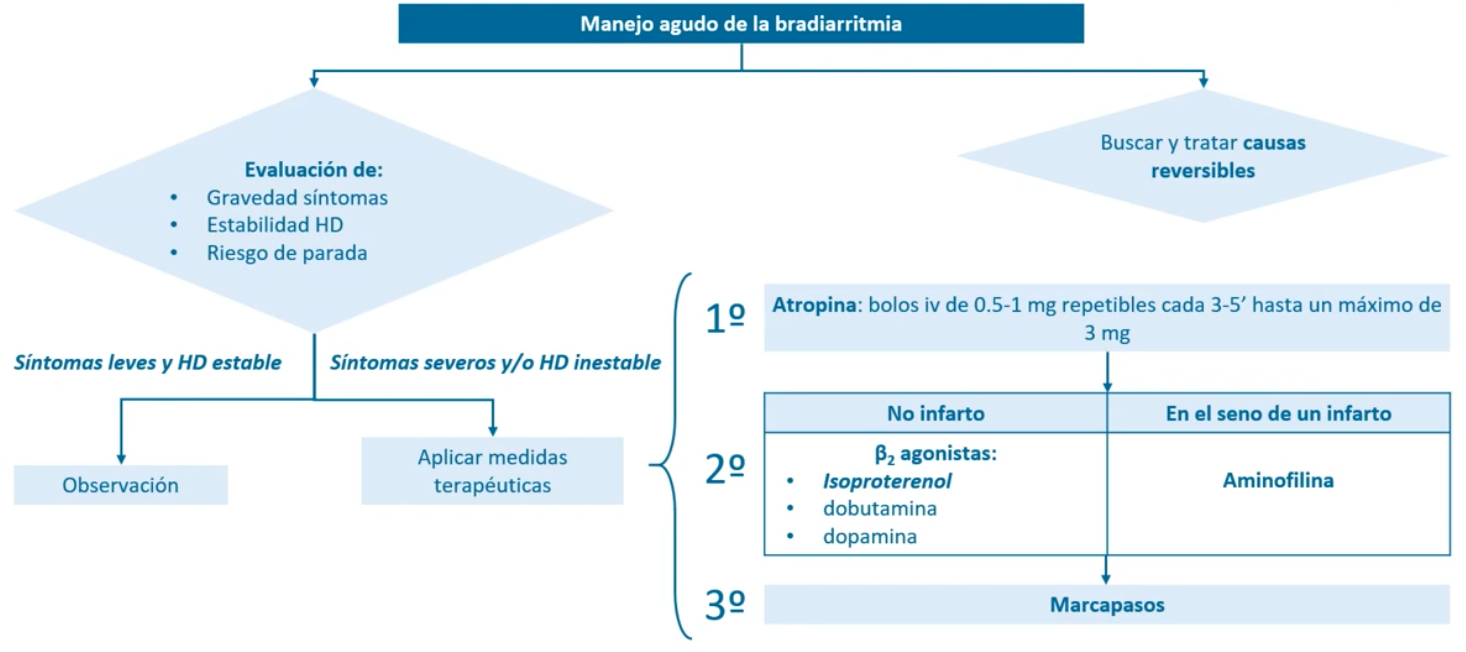 Manejo agudo de la bradiarritmia
Evaluación de:
• Gravedad síntomas
• Estabilidad HD
• Riesgo de parada
Buscar y tratar causas
reversibles
Síntomas leves y HD estable
Síntomas severos y/o HD inestable
Observación
Aplicar medidas
terapéuticas
1º
Atropina: bolos iv de 0.5-1 mg repetibles cada 3-5’ hasta un máximo de
3 mg
2º
No infarto
β₂ agonistas:
• Isoproterenol
• dobutamina
• dopamina
En el seno de un infarto
Aminofilina
3º
Marcapasos